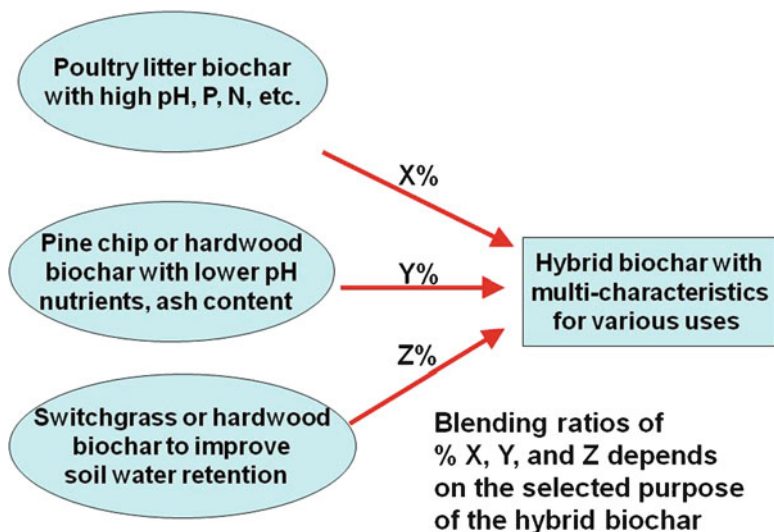 Poultry litter biochar
with high pH, P, N, etc.
X%
Pine chip or hardwood
biochar with lower pH
nutrients, ash content
Y%
Hybrid biochar with
multi-characteristics
for various uses
Z%
Switchgrass or hardwood
biochar to improve
soil water retention
Blending ratios of
% X, Y, and Z depends
on the selected purpose
of the hybrid biochar